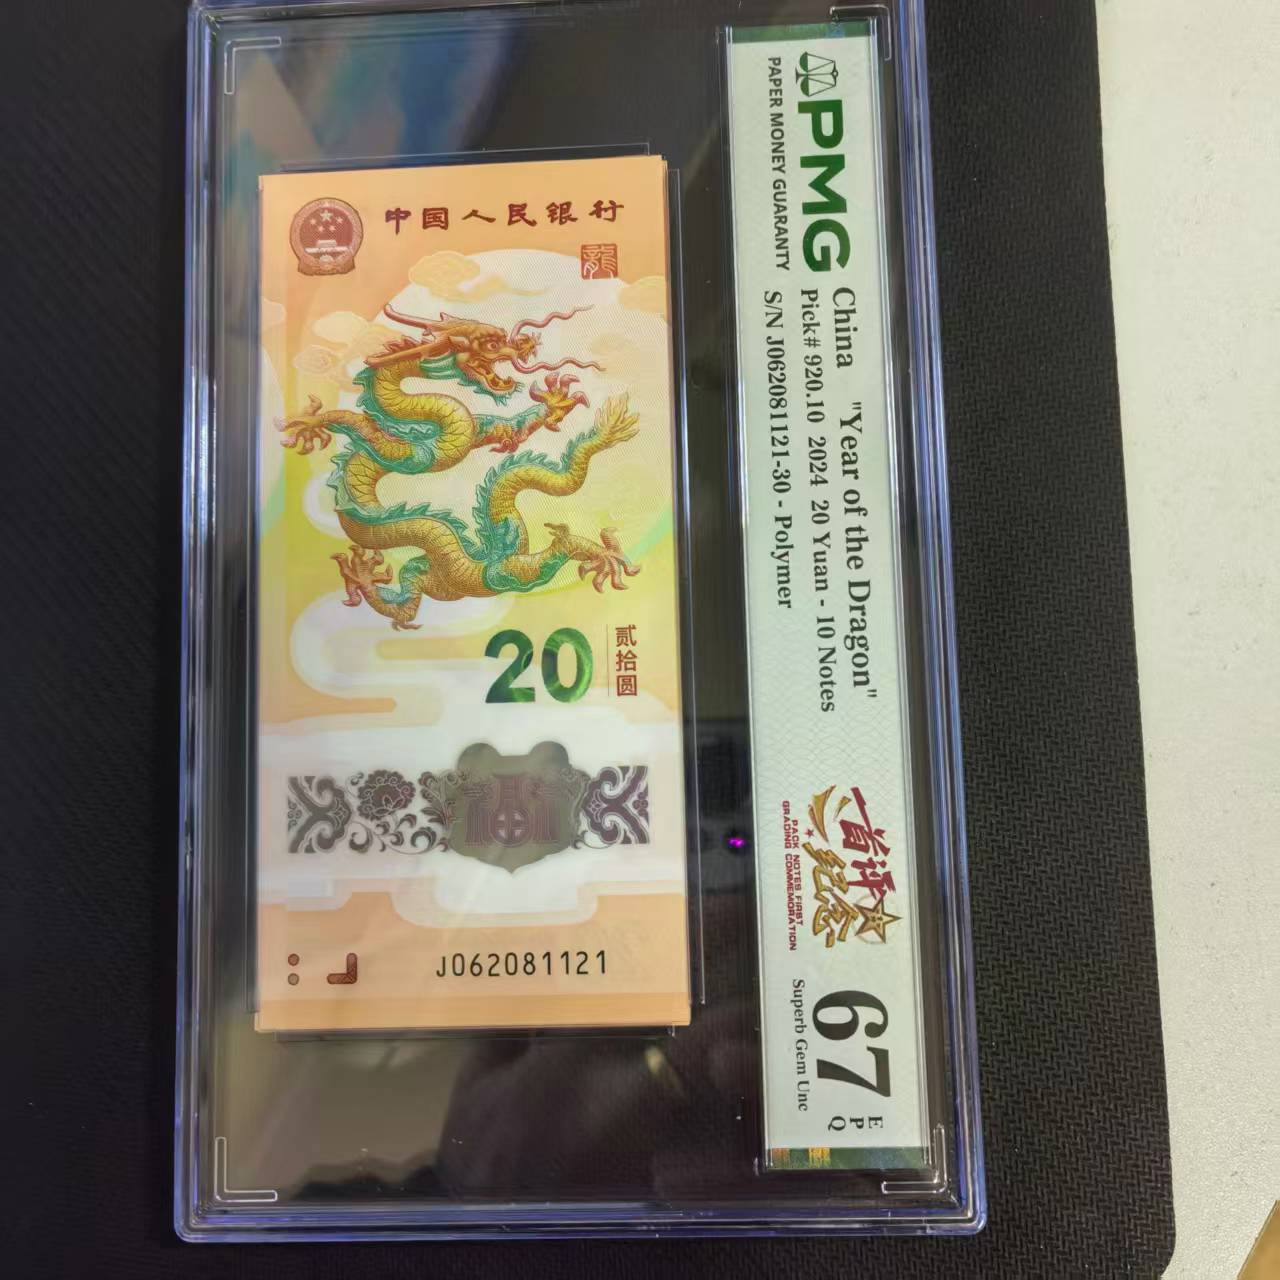 中国人民银行
龍
20
贰拾圆
J062081121
PMG
PAPER MONEY GUARANTY
China "Year of the Dragon"
Pick# 920.10 2024 20 Yuan - 10 Notes
S/N J062081121-30 - Polymer
首评
纪念
PACK NOTES FIRST
GRADING COMMEMORATION
67 EPQ
Superb Gem Unc